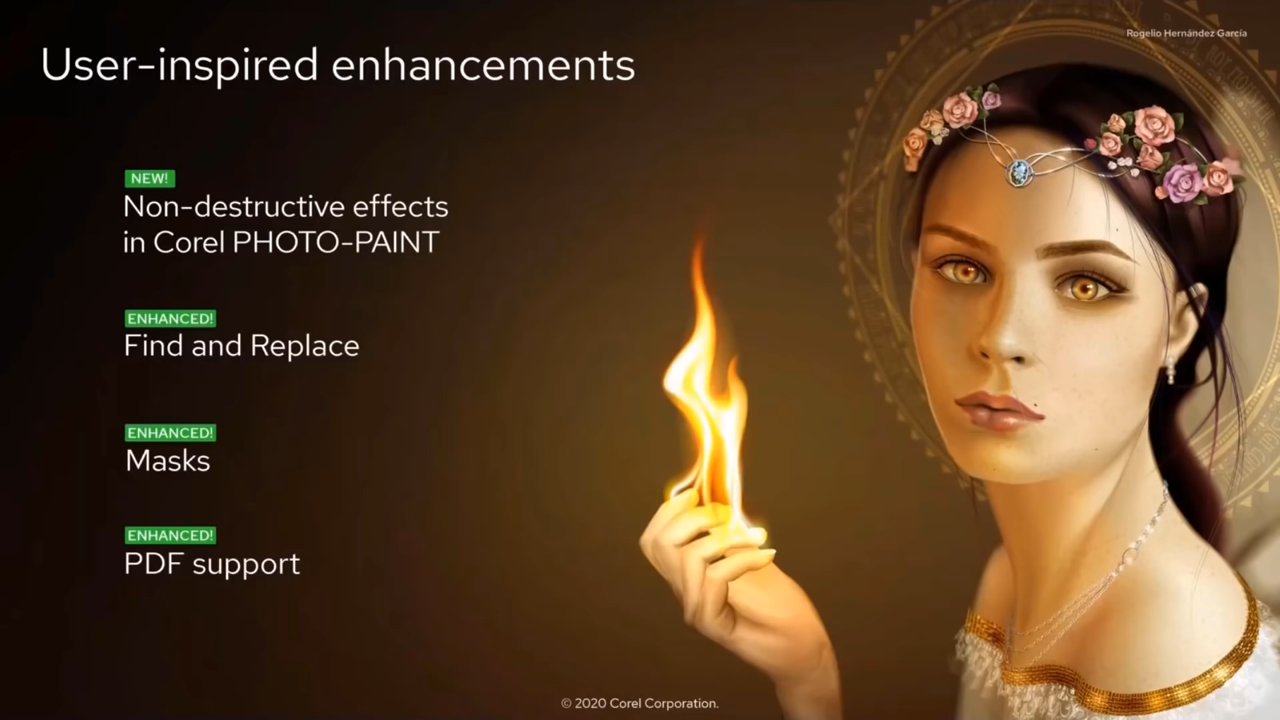 Rogelio Hernández García
User-inspired enhancements
NEW!
Non-destructive effects
in Corel PHOTO-PAINT
ENHANCED!
Find and Replace
ENHANCED!
Masks
ENHANCED!
PDF support
© 2020 Corel Corporation.